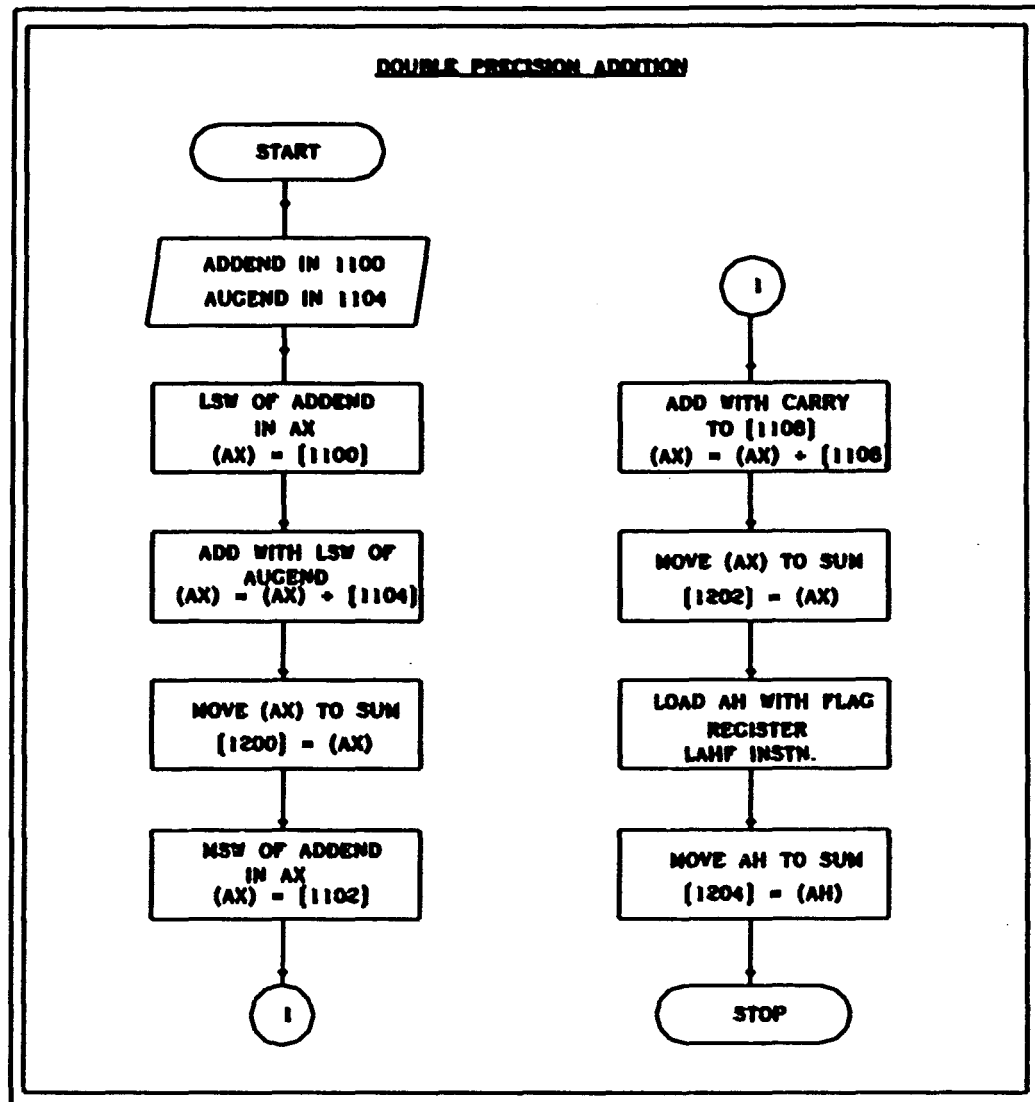 DOUBLE PRECISION ADDITION
START
ADDEND IN 1100
AUGEND IN 1104
LSW OF ADDEND
IN AX
(AX) = [1100]
ADD WITH LSW OF
AUGEND
(AX) = (AX) + [1104]
MOVE (AX) TO SUM
[1200] = (AX)
MSW OF ADDEND
IN AX
(AX) = [1102]
1
1
ADD WITH CARRY
TO [1106]
(AX) = (AX) + [1106]
MOVE (AX) TO SUM
[1202] = (AX)
LOAD AH WITH FLAG
REGISTER
LAHF INSTN.
MOVE AH TO SUM
[1204] = (AH)
STOP